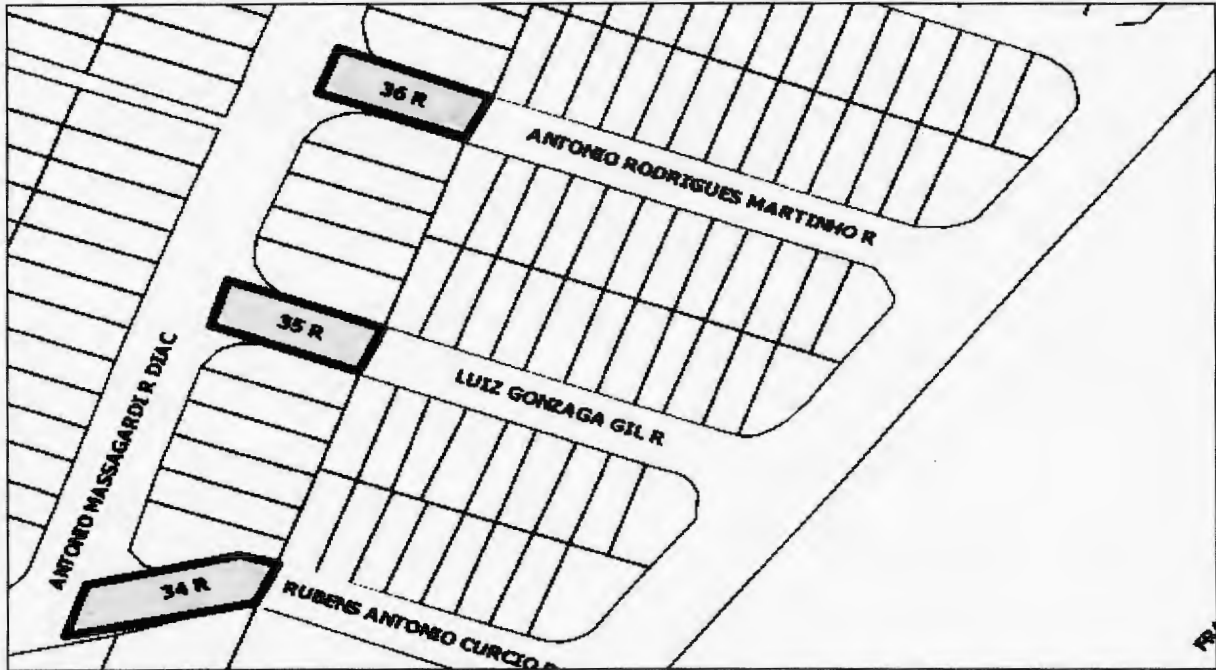 36 R
ANTONIO RODRIGUES MARTINHO R
35 R
LUIZ GONZAGA GIL R
ANTONIO MASSAGARDI R DIAC
34 R
RUBENS ANTONIO CURCIO